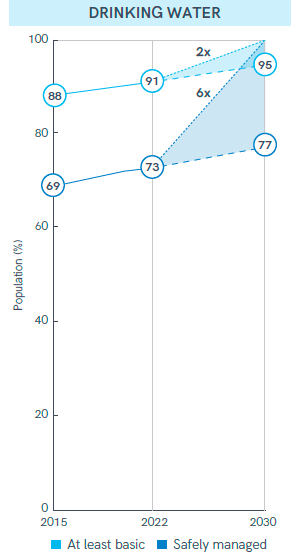 DRINKING WATER
100
2x
95
91
88
6x
80
77
73
69
60
Population (%)
40
20
0
2015 2022 2030
At least basic Safely managed